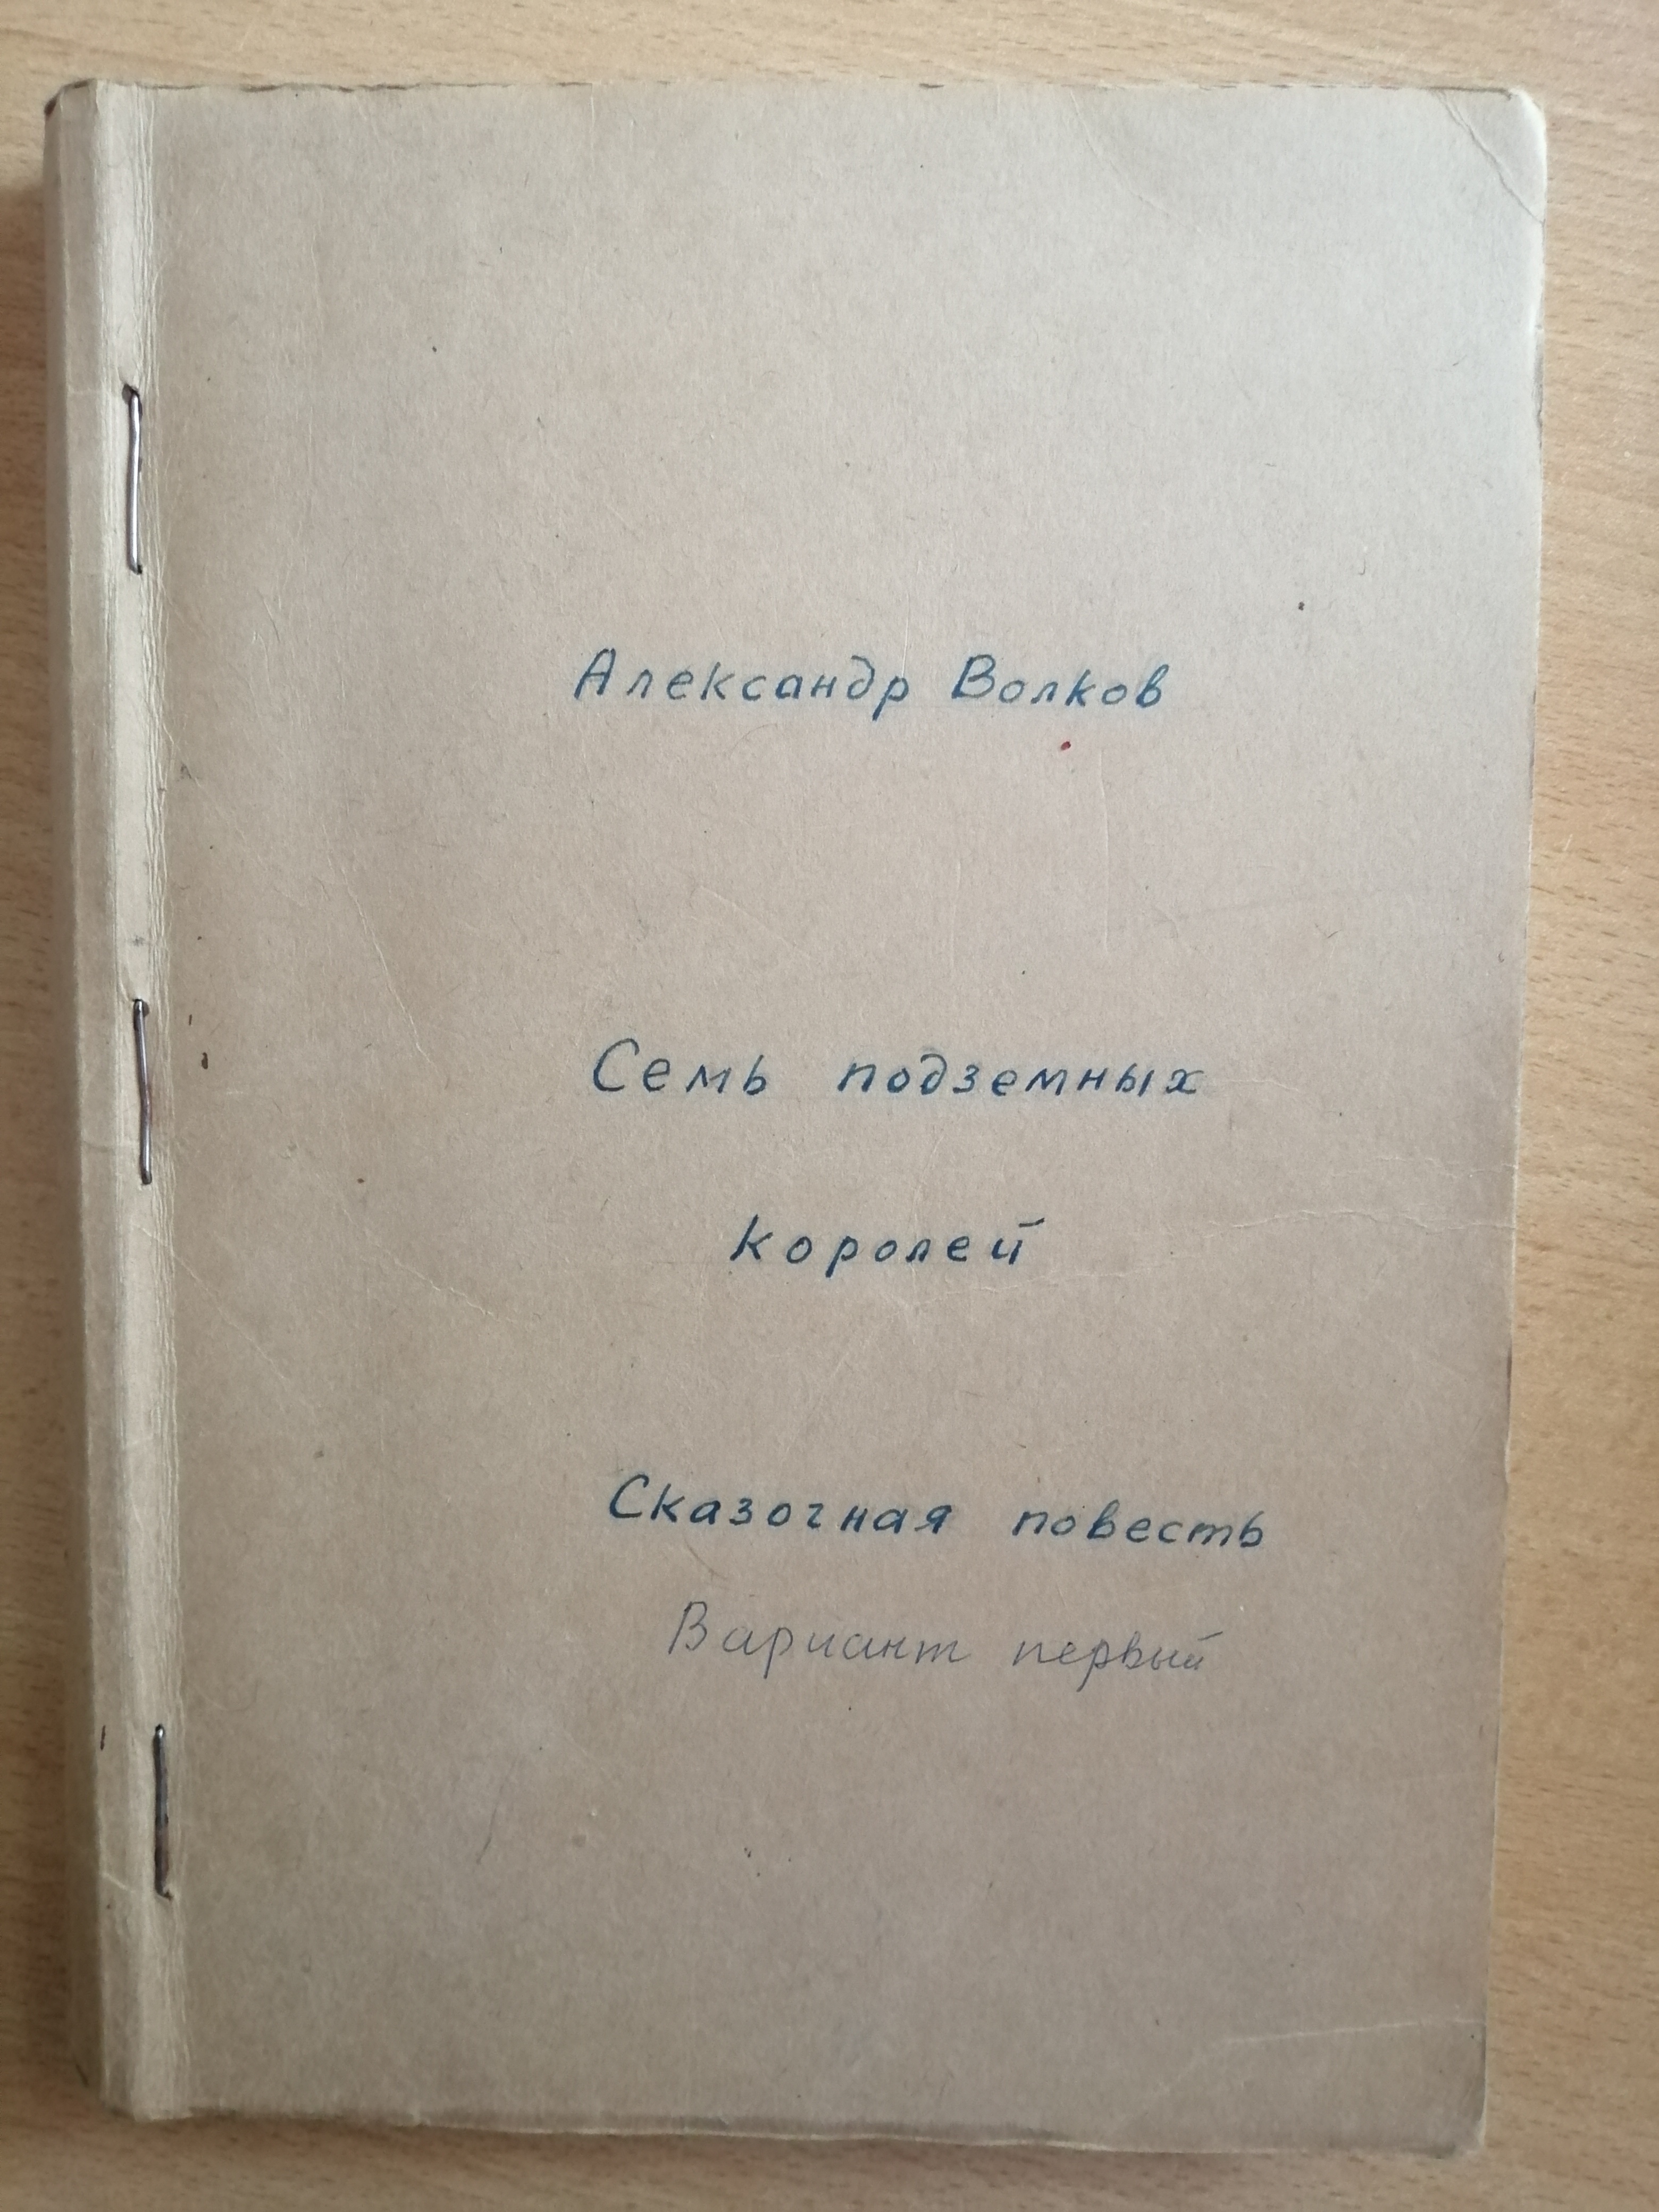 Александр Волков
Семь подземных
королей
Сказочная повесть
Вариант первый